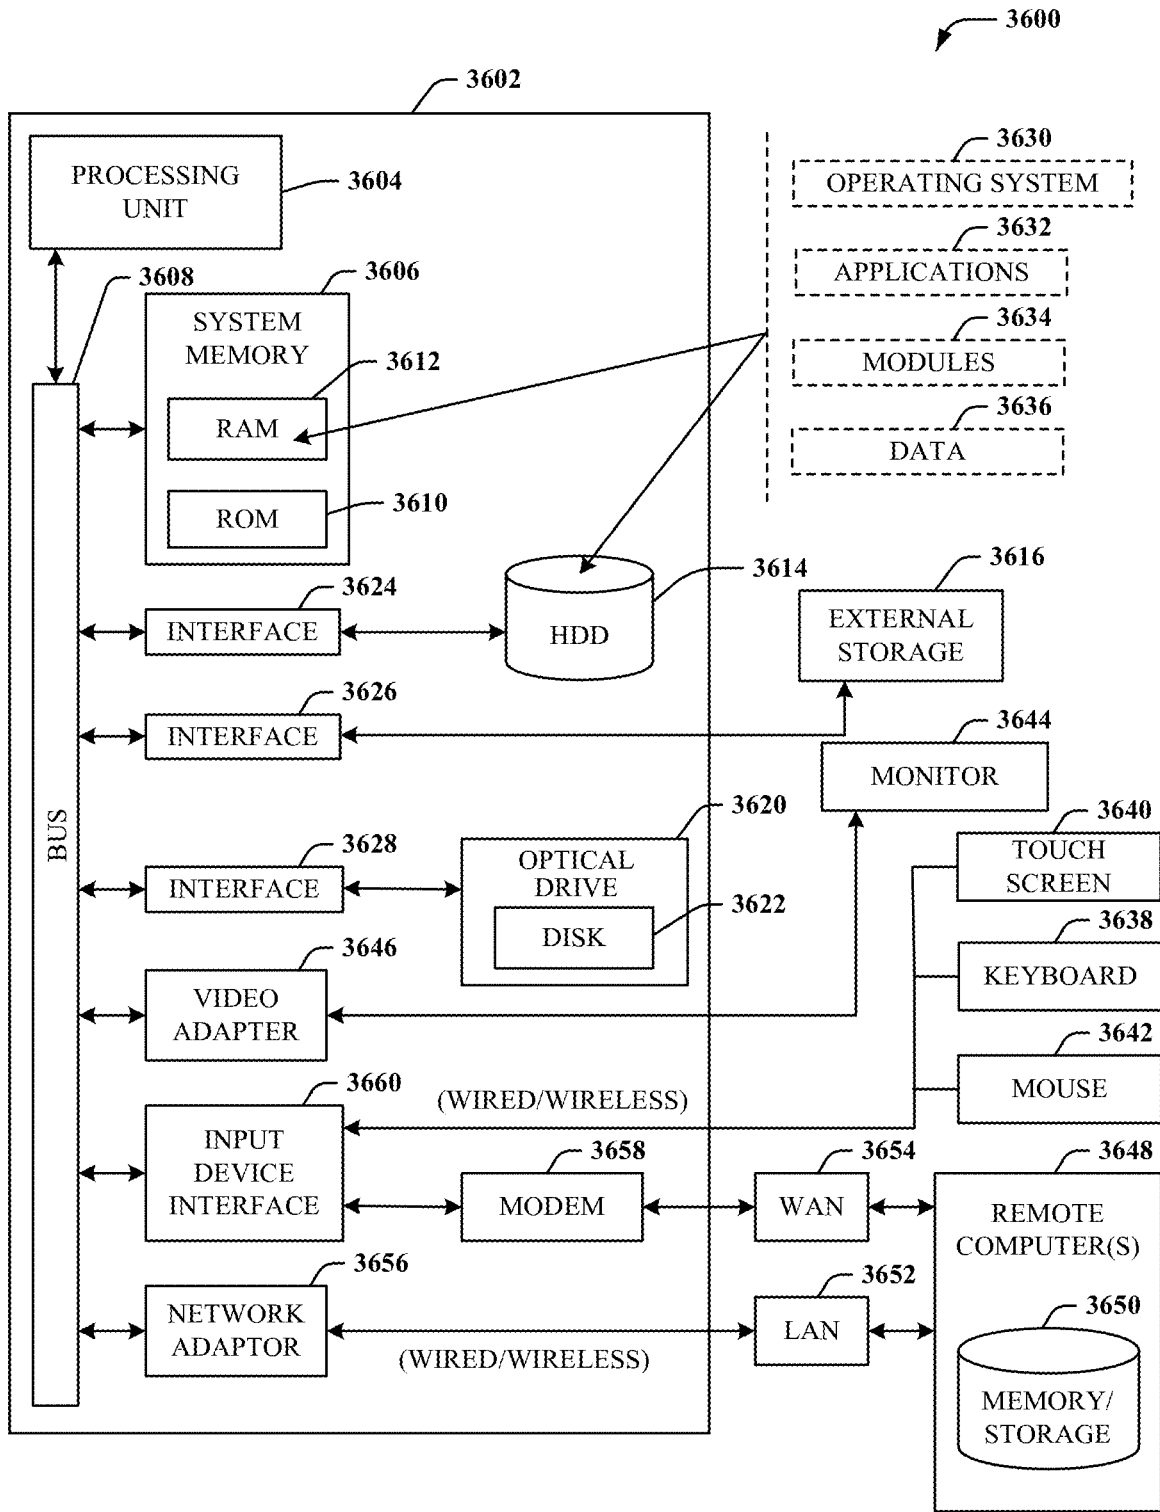 3600
3602
PROCESSING
UNIT
3604
3608
3606
SYSTEM
MEMORY
3612
RAM
ROM
3610
3630
OPERATING SYSTEM
3632
APPLICATIONS
3634
MODULES
3636
DATA
3624
INTERFACE
HDD
3614
3616
EXTERNAL
STORAGE
3626
INTERFACE
3644
MONITOR
BUS
3628
INTERFACE
3620
OPTICAL
DRIVE
3622
DISK
3640
TOUCH
SCREEN
3638
KEYBOARD
3642
MOUSE
3646
VIDEO
ADAPTER
3660
INPUT
DEVICE
INTERFACE
(WIRED/WIRELESS)
3658
MODEM
3654
WAN
3648
REMOTE
COMPUTER(S)
3656
NETWORK
ADAPTOR
(WIRED/WIRELESS)
3652
LAN
3650
MEMORY/
STORAGE